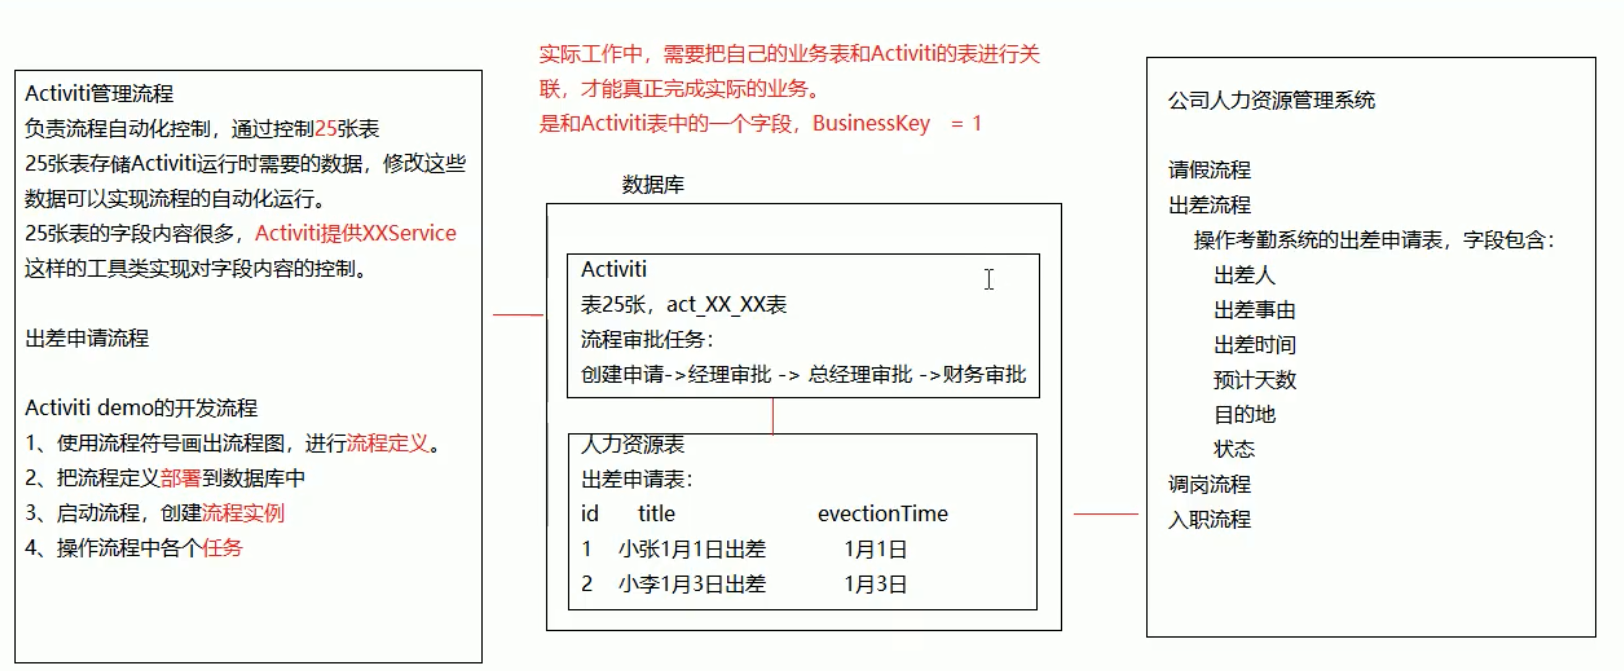 Activiti管理流程
负责流程自动化控制，通过控制25张表
25张表存储Activiti运行时需要的数据，修改这些
数据可以实现流程的自动化运行。
25张表的字段内容很多，Activiti提供XXService
这样的工具类实现对字段内容的控制。
出差申请流程
Activiti demo的开发流程
1、使用流程符号画出流程图，进行流程定义。
2、把流程定义部署到数据库中
3、启动流程，创建流程实例
4、操作流程中各个任务
实际工作中，需要把自己的业务表和Activiti的表进行关
联，才能真正完成实际的业务。
是和Activiti表中的一个字段，BusinessKey = 1
数据库
Activiti
表25张，act_XX_XX表
流程审批任务：
创建申请->经理审批 -> 总经理审批 ->财务审批
人力资源表
出差申请表：
id title evectionTime
1 小张1月1日出差 1月1日
2 小李1月3日出差 1月3日
公司人力资源管理系统
请假流程
出差流程
操作考勤系统的出差申请表，字段包含：
出差人
出差事由
出差时间
预计天数
目的地
状态
调岗流程
入职流程